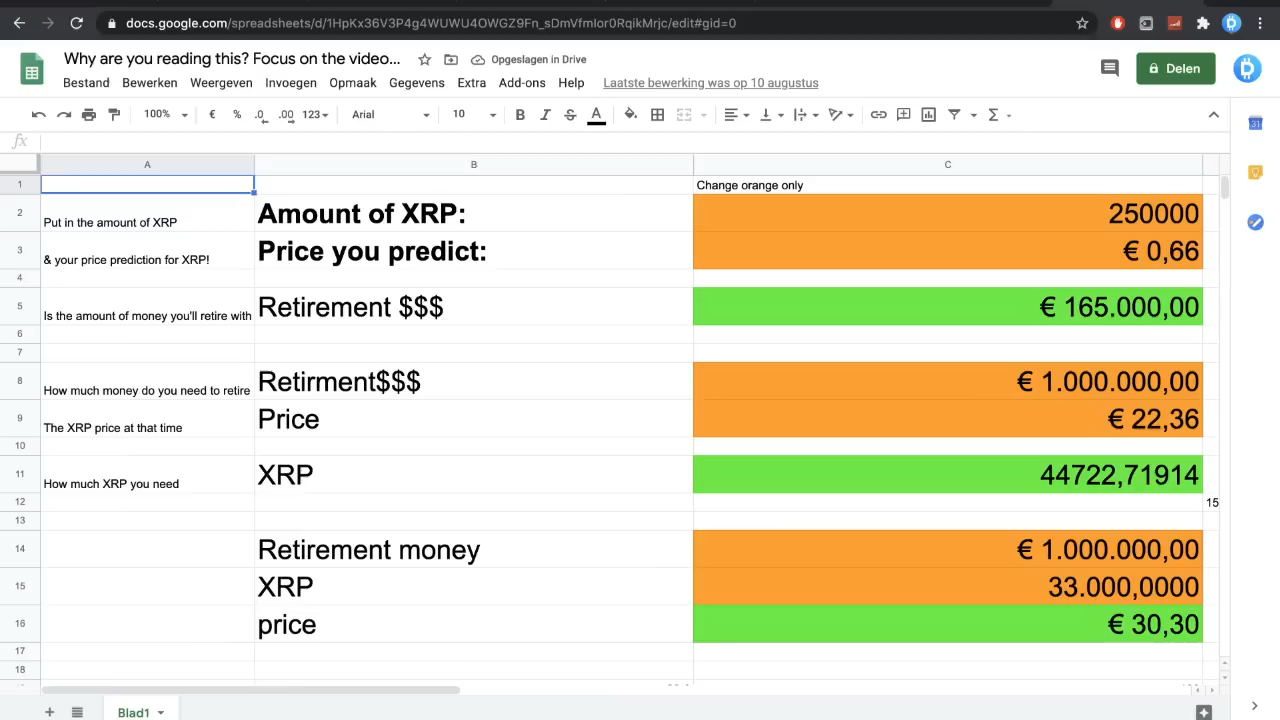 docs.google.com/spreadsheets/d/1HpKx36V3P4g4WUWU4OWGZ9Fn_sDmVfmIor0RqikMrjc/edit#gid=0
Why are you reading this? Focus on the video...
Opgeslagen in Drive
Bestand Bewerken Weergeven Invoegen Opmaak Gegevens Extra Add-ons Help Laatste bewerking was op 10 augustus
Delen
100% € % .0 .00 123 Arial 10 B I S A
fx
A B C
1 Change orange only
2 Put in the amount of XRP Amount of XRP: 250000
3 & your price prediction for XRP! Price you predict: € 0,66
4
5 Is the amount of money you'll retire with Retirement $$$ € 165.000,00
6
7
8 How much money do you need to retire Retirment$$$ € 1.000.000,00
9 The XRP price at that time Price € 22,36
10
11 How much XRP you need XRP 44722,71914
12 15
13
14 Retirement money € 1.000.000,00
15 XRP 33.000,0000
16 price € 30,30
17
18
Blad1